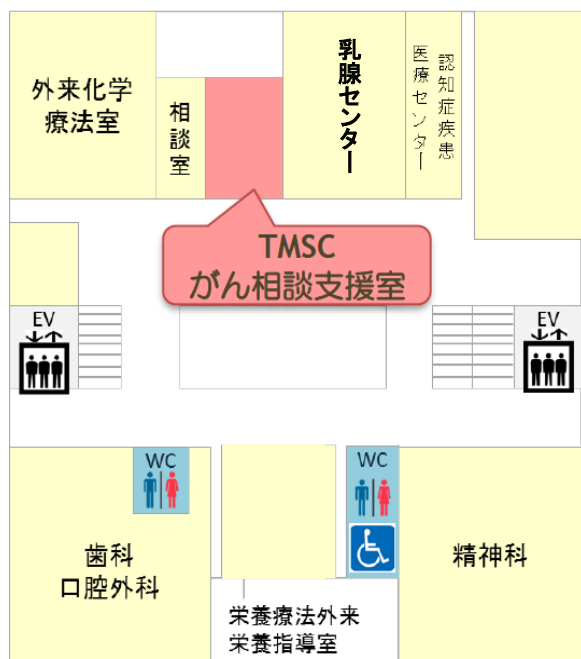 外来化学
療法室
相談室
乳腺センター
認知症疾患
医療センター
TMSC
がん相談支援室
EV
EV
WC
WC
歯科
口腔外科
精神科
栄養療法外来
栄養指導室